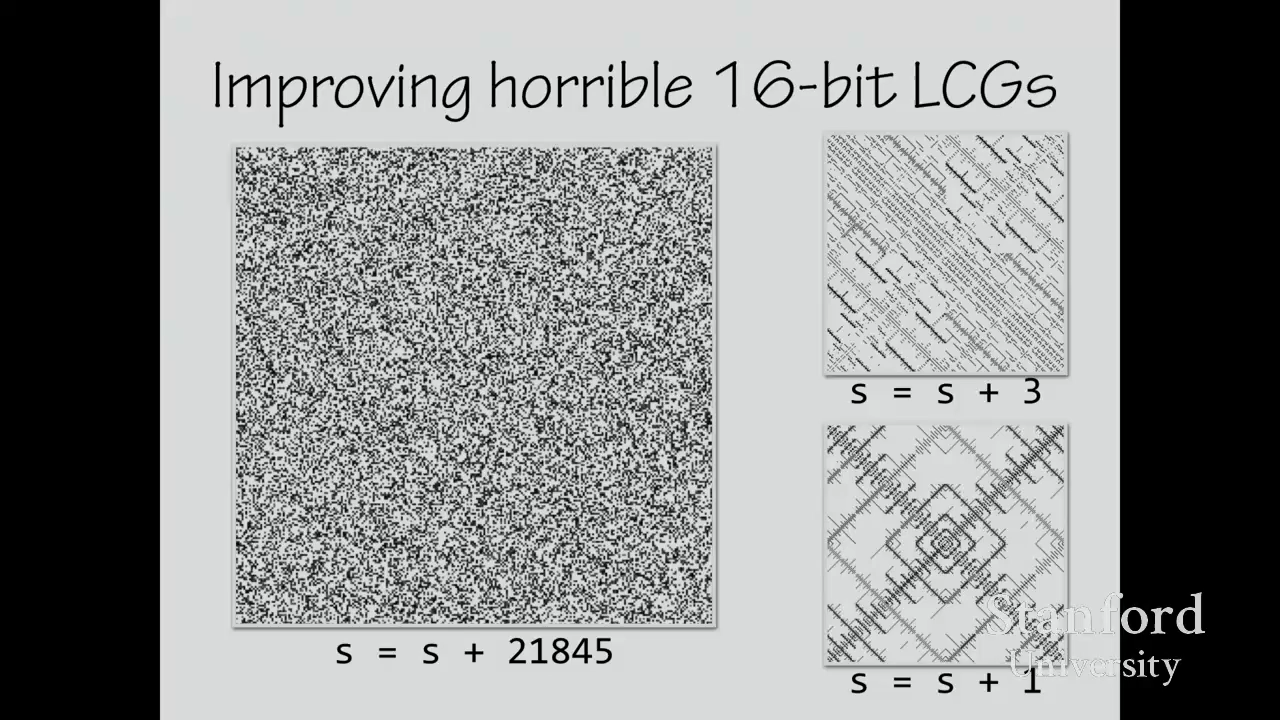 Improving horrible 16-bit LCGs
s = s + 21845
s = s + 3
s = s + 1
Stanford
University